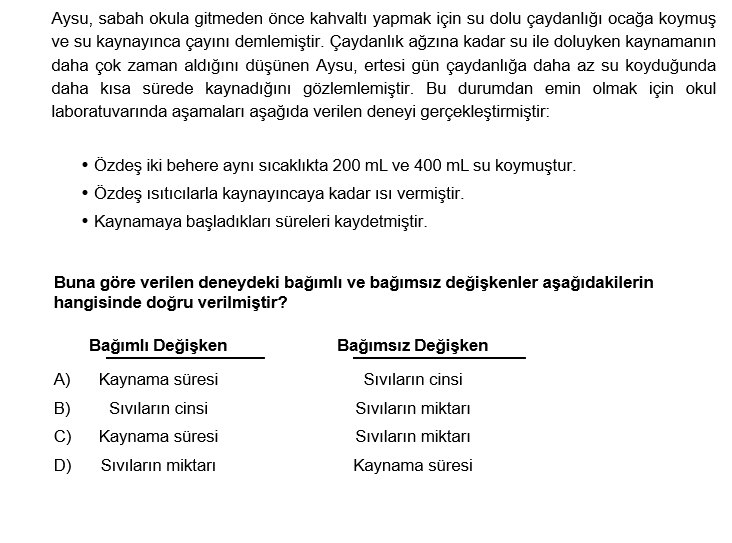 Aysu, sabah okula gitmeden önce kahvaltı yapmak için su dolu çaydanlığı ocağa koymuş
ve su kaynayınca çayını demlemiştir. Çaydanlık ağzına kadar su ile doluyken kaynamanın
daha çok zaman aldığını düşünen Aysu, ertesi gün çaydanlığa daha az su koyduğunda
daha kısa sürede kaynadığını gözlemlemiştir. Bu durumdan emin olmak için okul
laboratuvarında aşamaları aşağıda verilen deneyi gerçekleştirmiştir:
• Özdeş iki behere aynı sıcaklıkta 200 mL ve 400 mL su koymuştur.
• Özdeş ısıtıcılarla kaynayıncaya kadar ısı vermiştir.
• Kaynamaya başladıkları süreleri kaydetmiştir.
Buna göre verilen deneydeki bağımlı ve bağımsız değişkenler aşağıdakilerin
hangisinde doğru verilmiştir?
Bağımlı Değişken Bağımsız Değişken
A) Kaynama süresi Sıvıların cinsi
B) Sıvıların cinsi Sıvıların miktarı
C) Kaynama süresi Sıvıların miktarı
D) Sıvıların miktarı Kaynama süresi